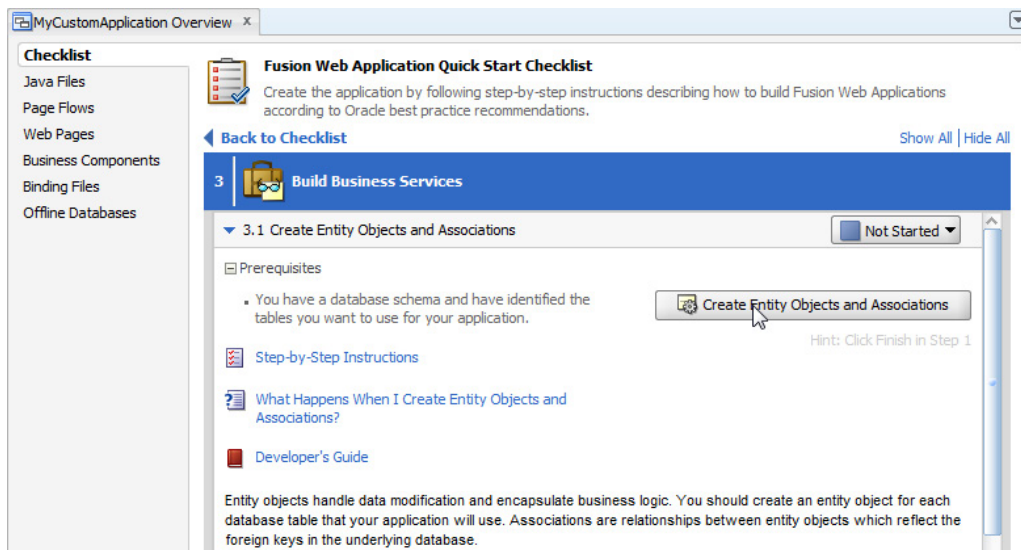 MyCustomApplication Overview x
Checklist
Java Files
Page Flows
Web Pages
Business Components
Binding Files
Offline Databases
Fusion Web Application Quick Start Checklist
Create the application by following step-by-step instructions describing how to build Fusion Web Applications
according to Oracle best practice recommendations.
Back to Checklist
Show All | Hide All
3 Build Business Services
3.1 Create Entity Objects and Associations
Not Started
Prerequisites
You have a database schema and have identified the
tables you want to use for your application.
Create Entity Objects and Associations
Hint: Click Finish in Step 1
Step-by-Step Instructions
What Happens When I Create Entity Objects and
Associations?
Developer's Guide
Entity objects handle data modification and encapsulate business logic. You should create an entity object for each
database table that your application will use. Associations are relationships between entity objects which reflect the
foreign keys in the underlying database.